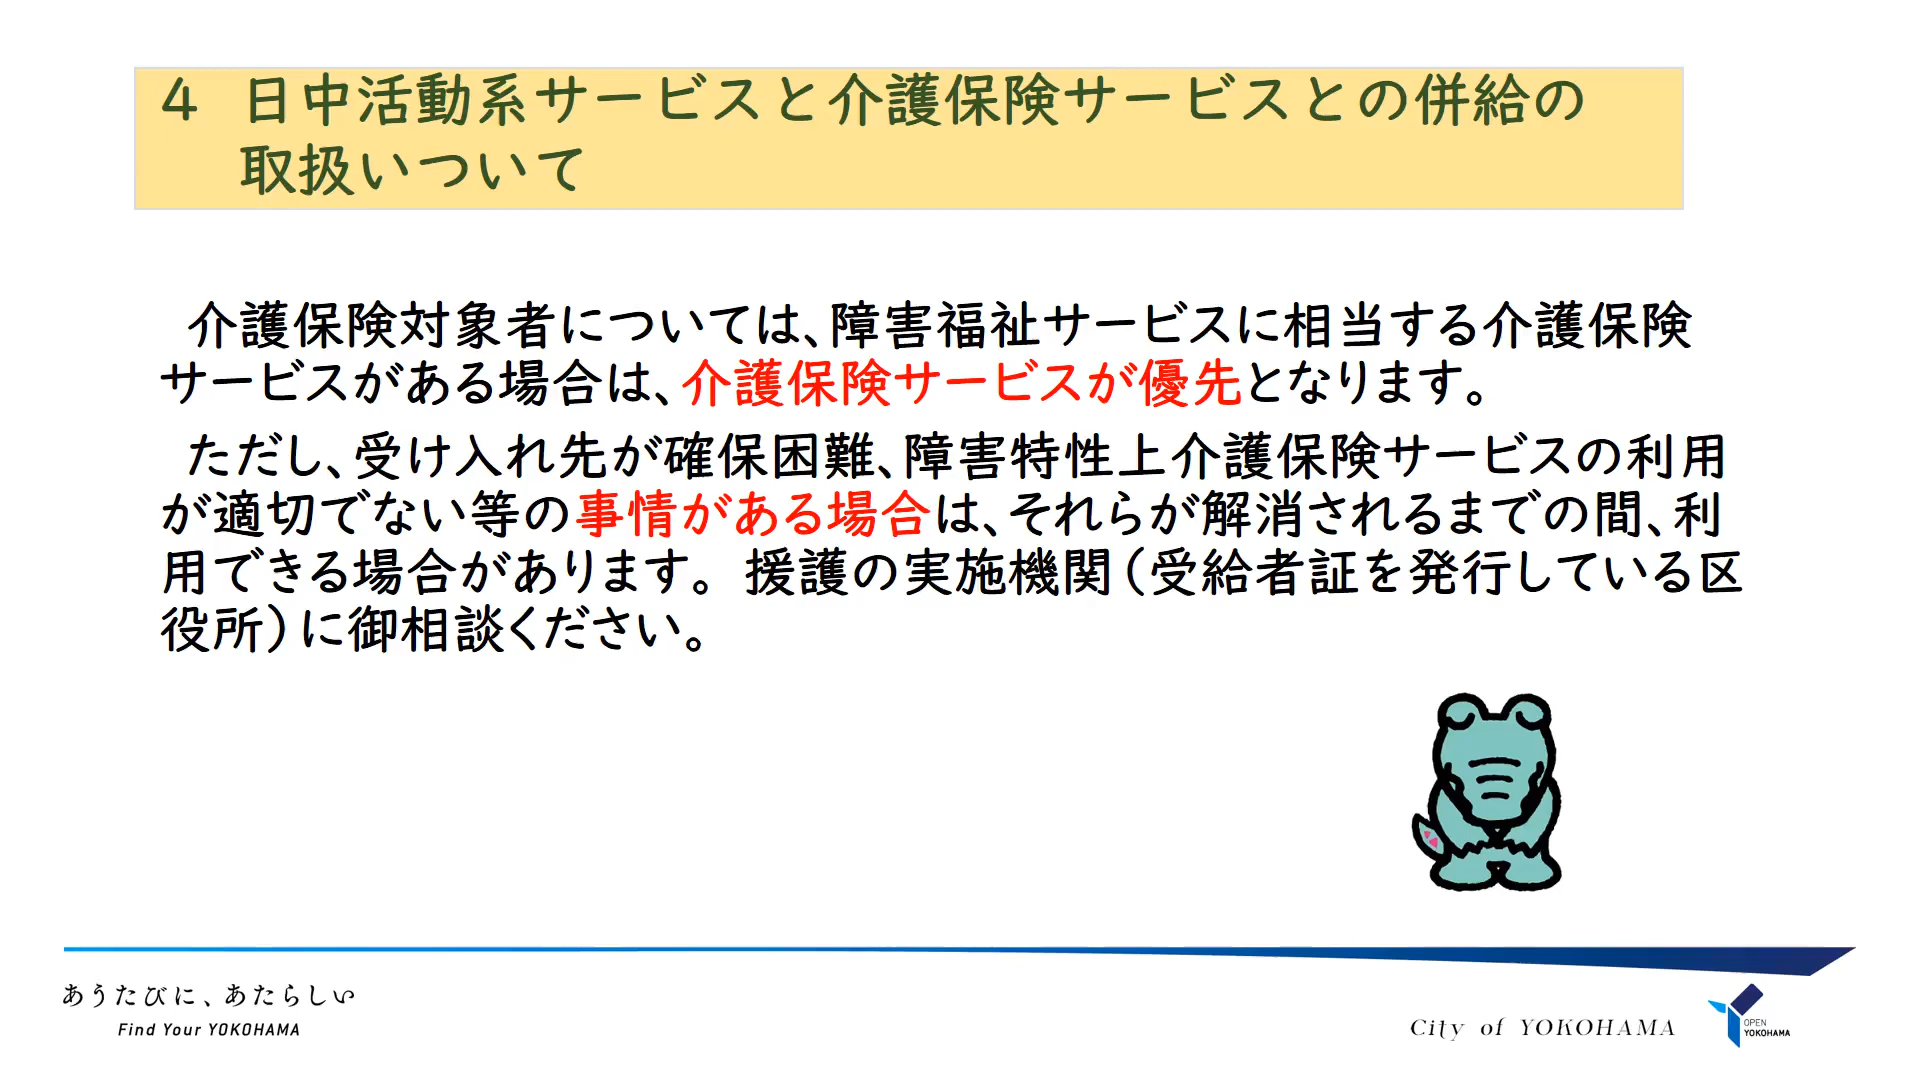 4 日中活動系サービスと介護保険サービスとの併給の
取扱いついて
介護保険対象者については、障害福祉サービスに相当する介護保険
サービスがある場合は、介護保険サービスが優先となります。
ただし、受け入れ先が確保困難、障害特性上介護保険サービスの利用
が適切でない等の事情がある場合は、それらが解消されるまでの間、利
用できる場合があります。援護の実施機関（受給者証を発行している区
役所）に御相談ください。
あうたびに、あたらしい
Find Your YOKOHAMA
City of YOKOHAMA
OPEN
YOKOHAMA